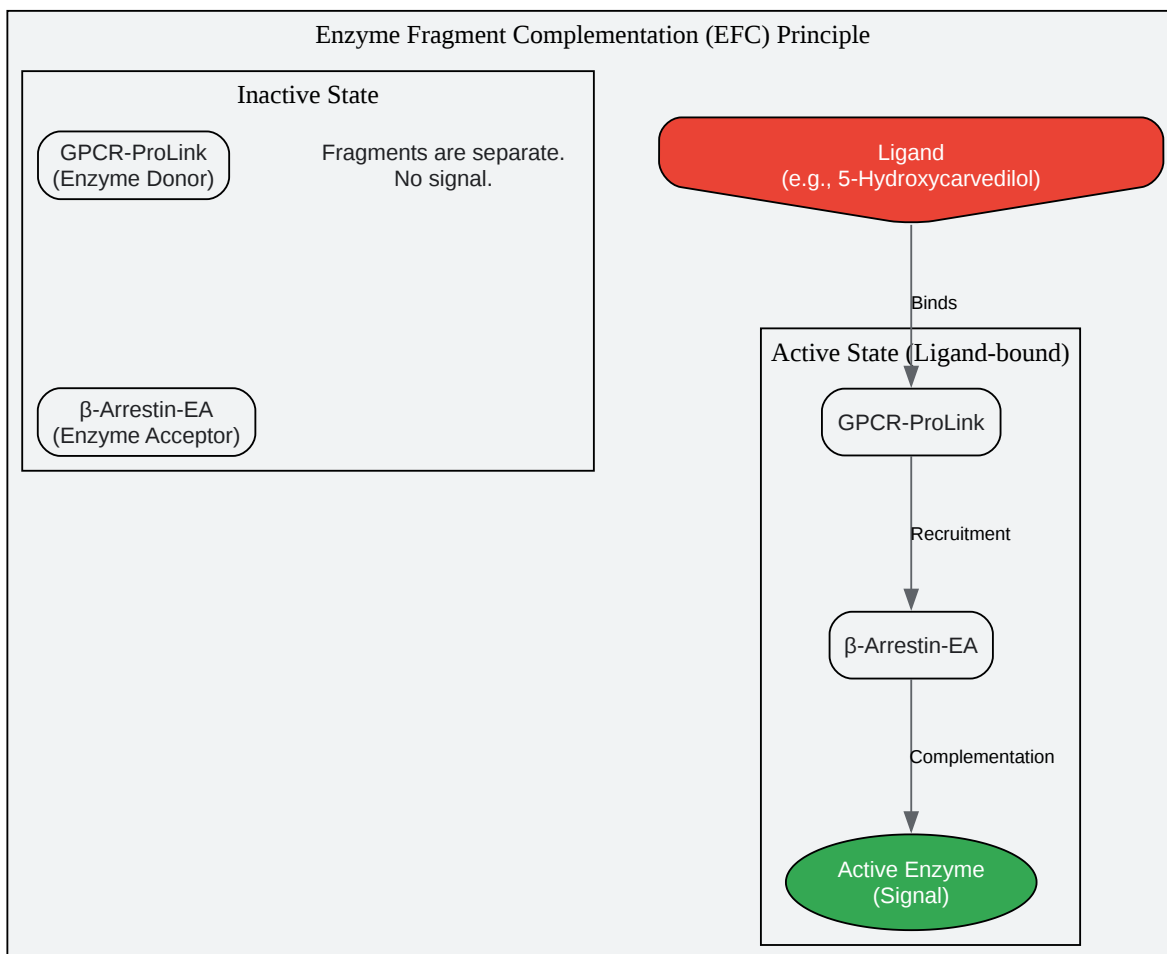 Enzyme Fragment Complementation (EFC) Principle
Inactive State
GPCR-ProLink
(Enzyme Donor)
Fragments are separate.
No signal.
β-Arrestin-EA
(Enzyme Acceptor)
Ligand
(e.g., 5-Hydroxycarvedilol)
Binds
Active State (Ligand-bound)
GPCR-ProLink
Recruitment
β-Arrestin-EA
Complementation
Active Enzyme
(Signal)